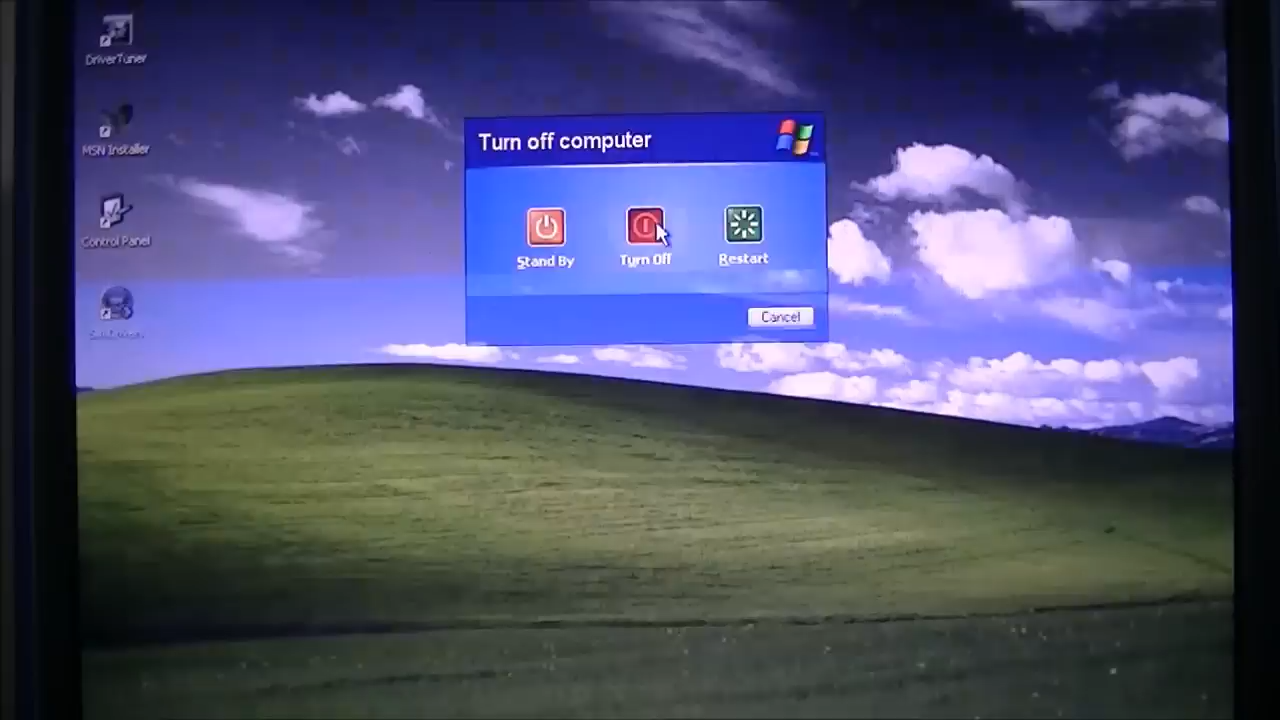 DriverTuner
MSN Installer
Control Panel
Turn off computer
Stand By
Turn Off
Restart
Cancel